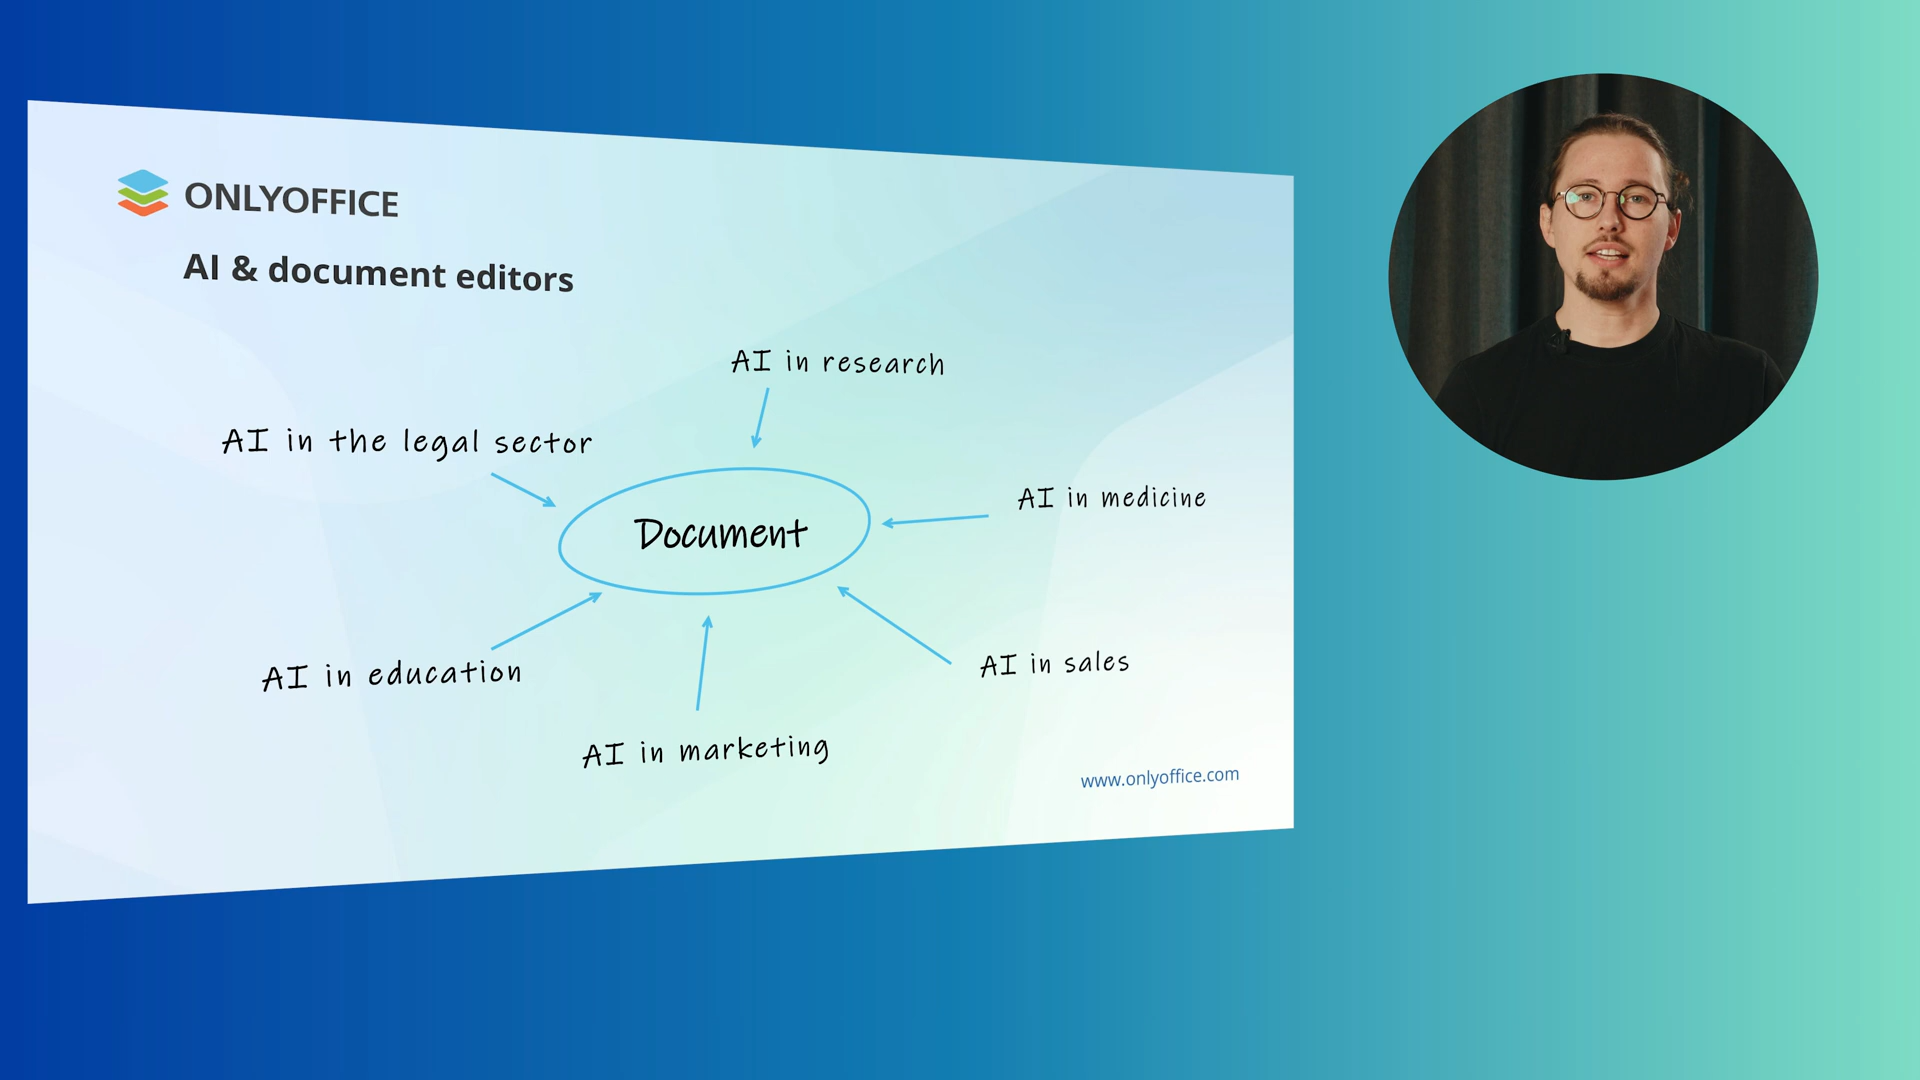 ONLYOFFICE
AI & document editors
AI in research
AI in the legal sector
AI in medicine
Document
AI in education
AI in sales
AI in marketing
www.onlyoffice.com